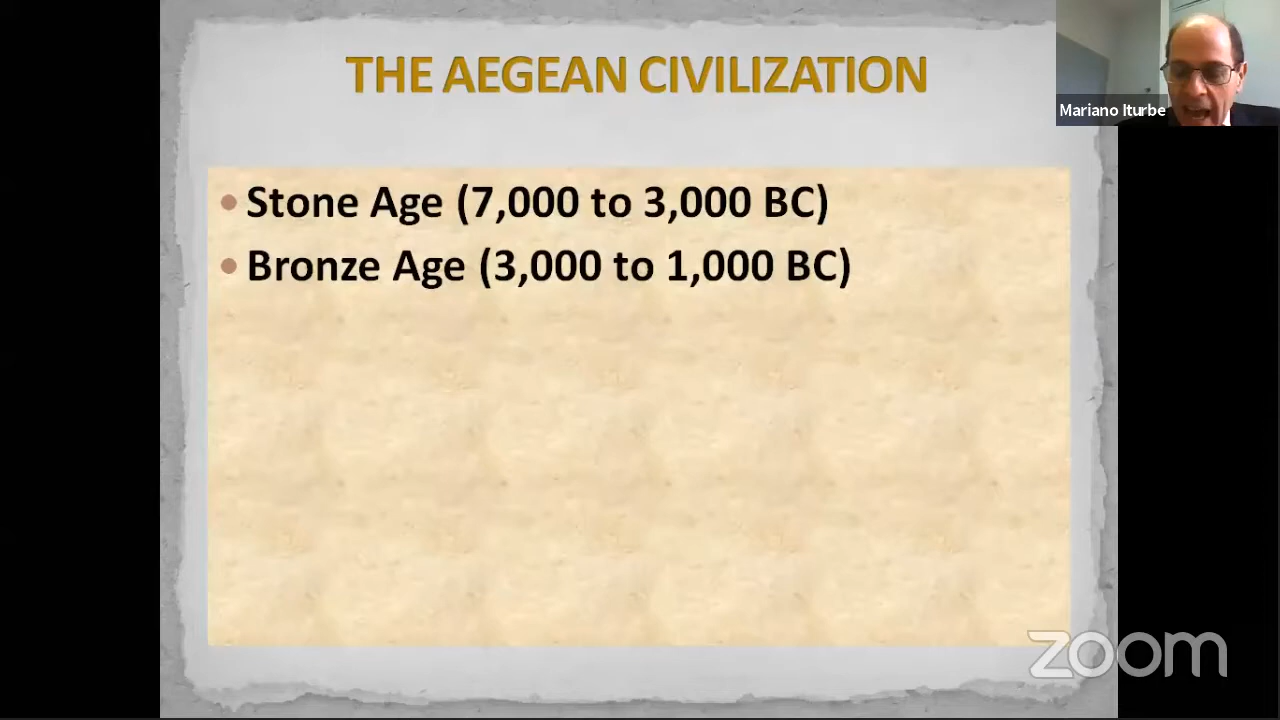 THE AEGEAN CIVILIZATION
Mariano Iturbe
• Stone Age (7,000 to 3,000 BC)
• Bronze Age (3,000 to 1,000 BC)
zoom